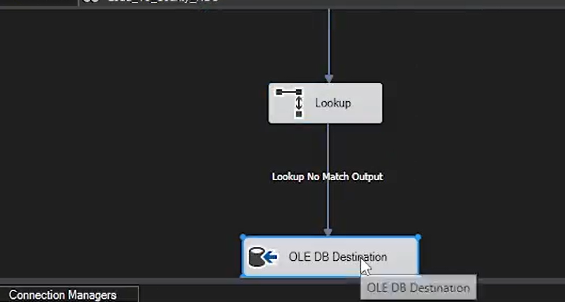 Lookup
Lookup No Match Output
OLE DB Destination
OLE DB Destination
Connection Managers